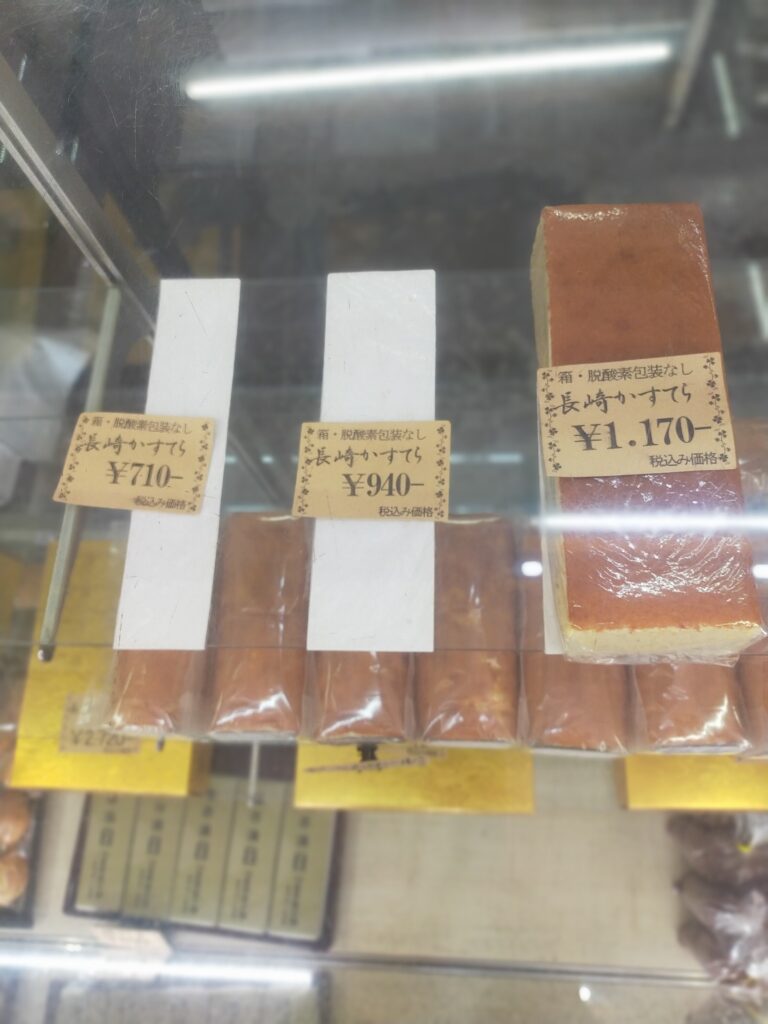 箱・脱酸素包装なし
長崎かすてら
¥710-
税込み価格
箱・脱酸素包装なし
長崎かすてら
¥940-
税込み価格
箱・脱酸素包装なし
長崎かすてら
¥1.170-
税込み価格